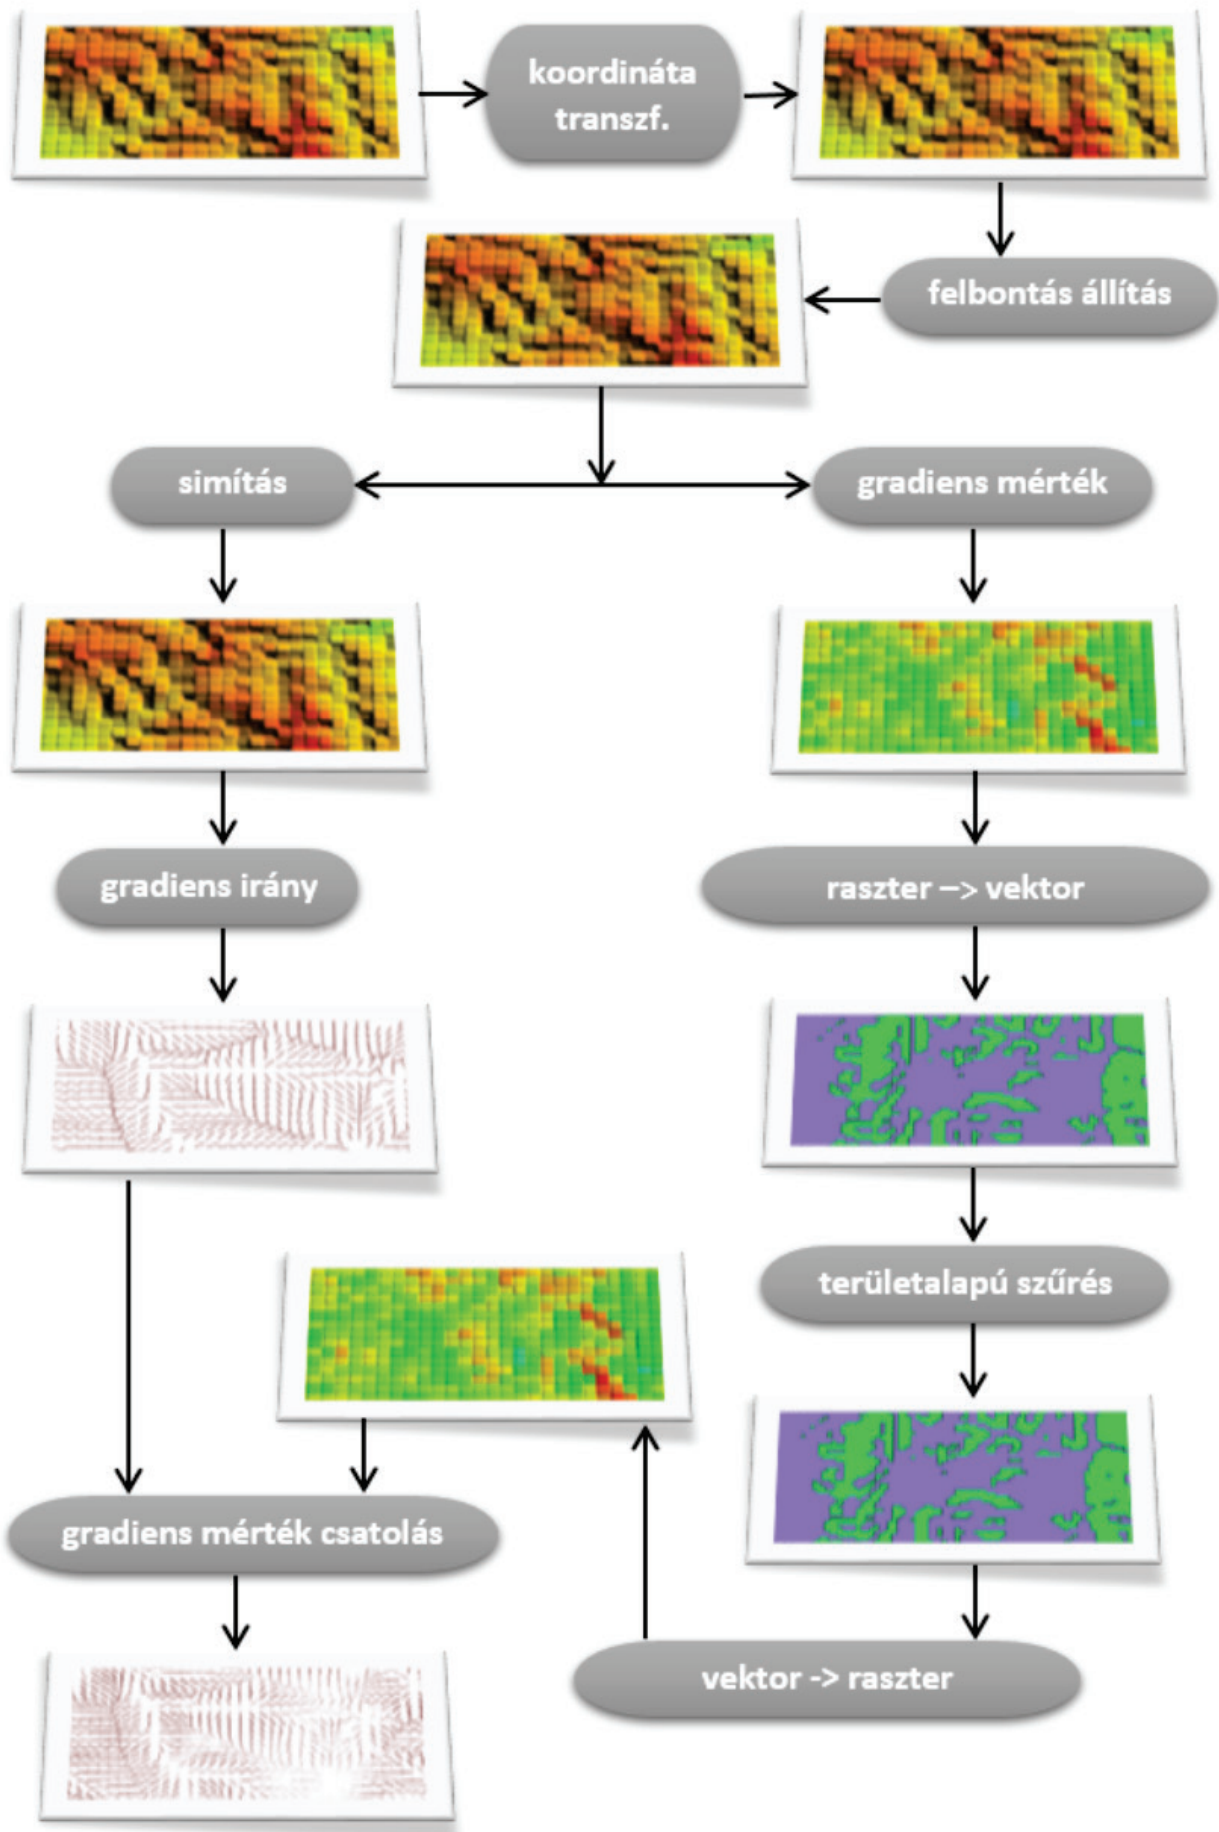 koordináta
transzf.
felbontás állítás
simítás
gradiens mérték
gradiens irány
raszter –> vektor
területalapú szűrés
gradiens mérték csatolás
vektor -> raszter